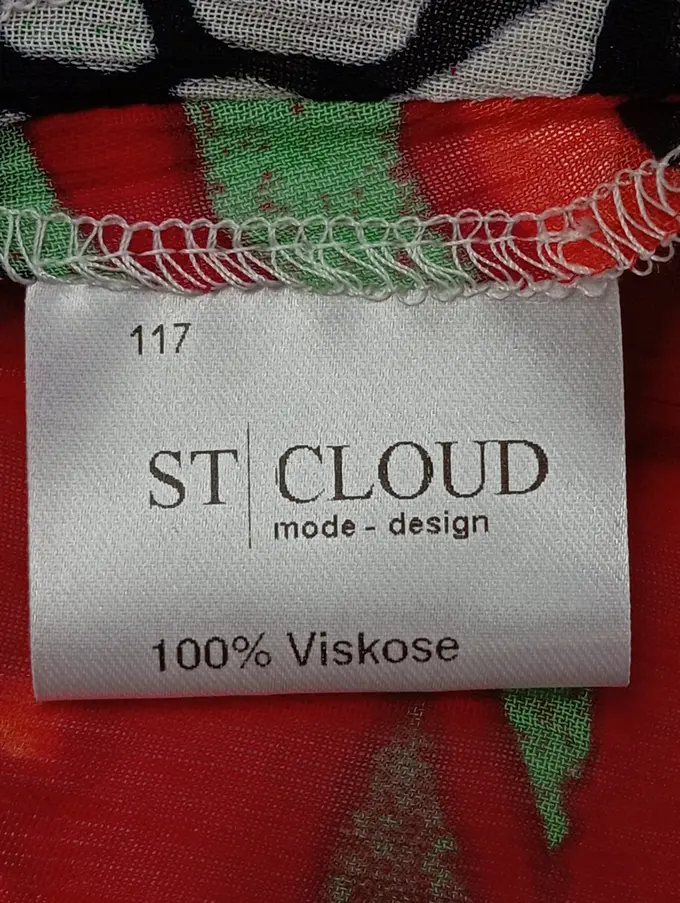 117
ST | CLOUD
mode - design
100% Viskose